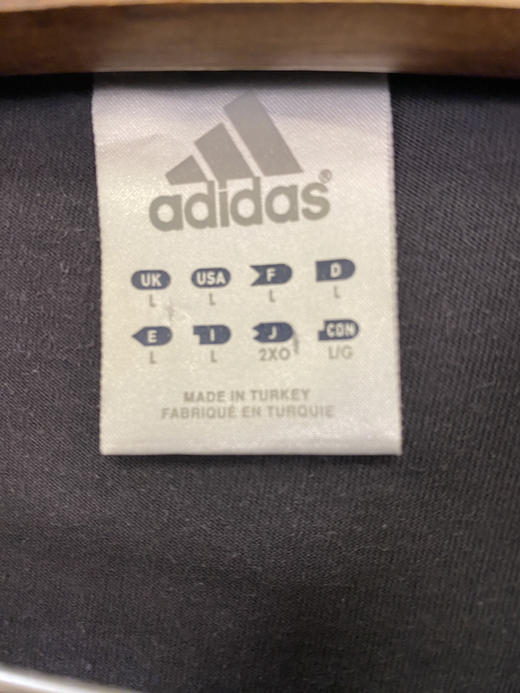 adidas®
UK USA F D
L L L L
E I J CDN
L L 2XO L/G
MADE IN TURKEY
FABRIQUÉ EN TURQUIE